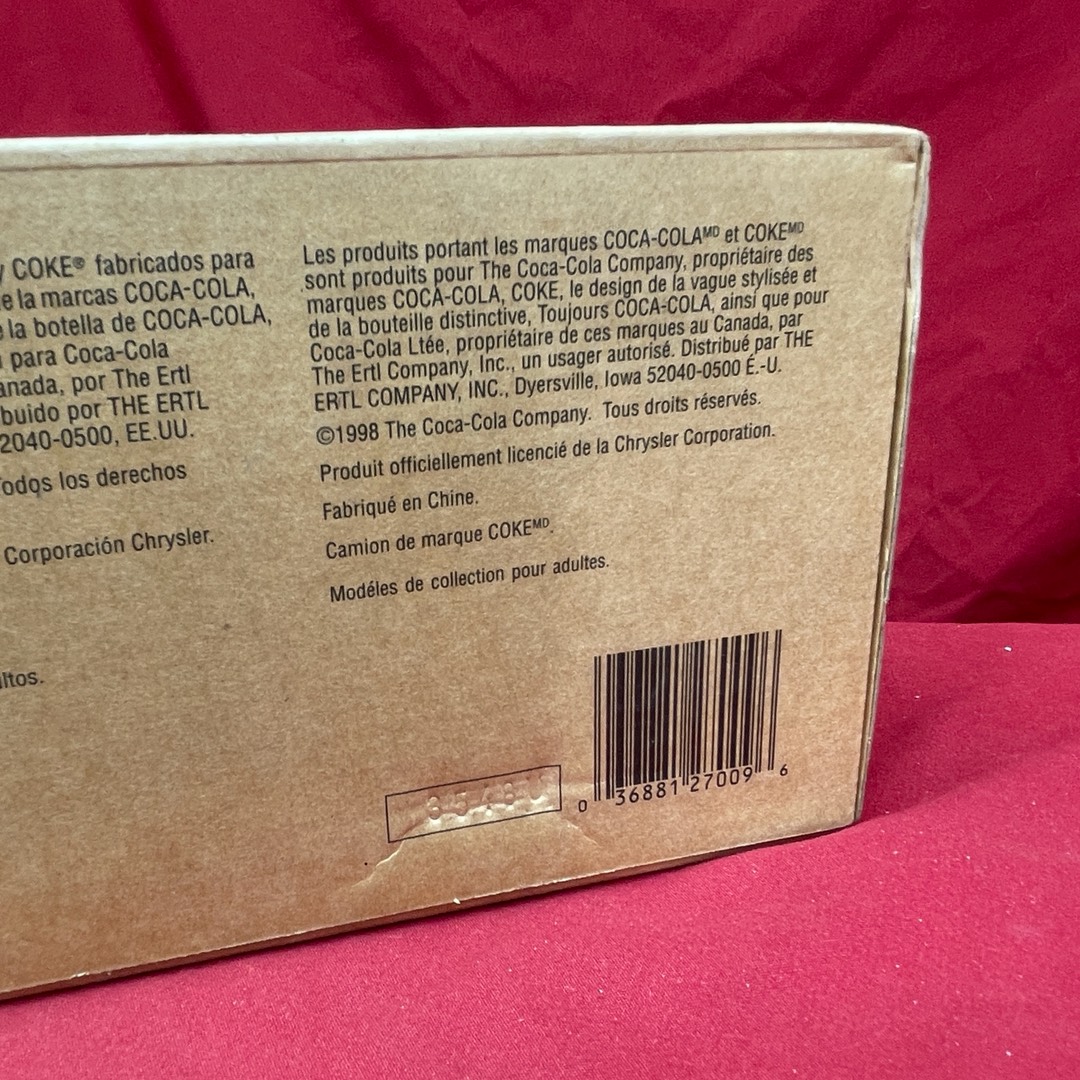 COKE® fabricados para
la marcas COCA-COLA,
la botella de COCA-COLA,
para Coca-Cola
por The Ertl
por THE ERTL
2040-0500, EE.UU.
los derechos
Corporación Chrysler.
Les produits portant les marques COCA-COLAᴹᴰ et COKEᴹᴰ
sont produits pour The Coca-Cola Company, propriétaire des
marques COCA-COLA, COKE, le design de la vague stylisée et
de la bouteille distinctive, Toujours COCA-COLA, ainsi que pour
Coca-Cola Ltée, propriétaire de ces marques au Canada, par
The Ertl Company, Inc., un usager autorisé. Distribué par THE
ERTL COMPANY, INC., Dyersville, Iowa 52040-0500 É.-U.
©1998 The Coca-Cola Company. Tous droits réservés.
Produit officiellement licencié de la Chrysler Corporation.
Fabriqué en Chine.
Camion de marque COKEᴹᴰ.
Modéles de collection pour adultes.
0 36881 27009 6